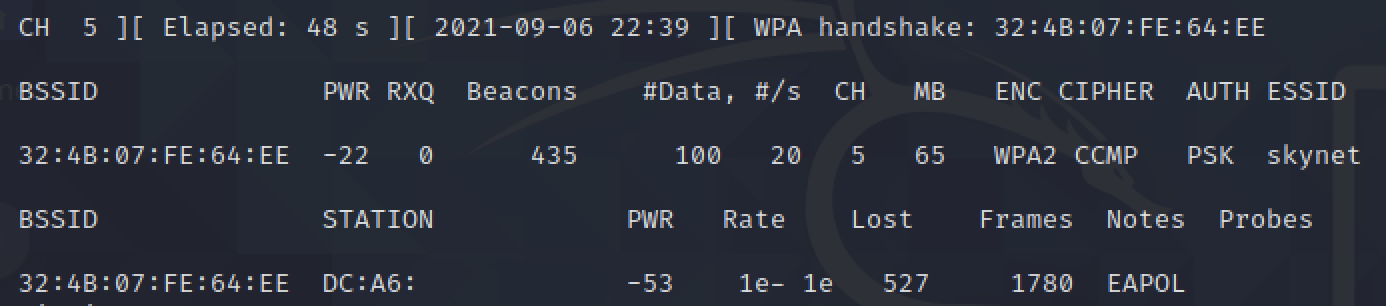 CH 5 ][ Elapsed: 48 s ][ 2021-09-06 22:39 ][ WPA handshake: 32:4B:07:FE:64:EE
BSSID PWR RXQ Beacons #Data, #/s CH MB ENC CIPHER AUTH ESSID
32:4B:07:FE:64:EE -22 0 435 100 20 5 65 WPA2 CCMP PSK skynet
BSSID STATION PWR Rate Lost Frames Notes Probes
32:4B:07:FE:64:EE DC:A6: -53 1e- 1e 527 1780 EAPOL